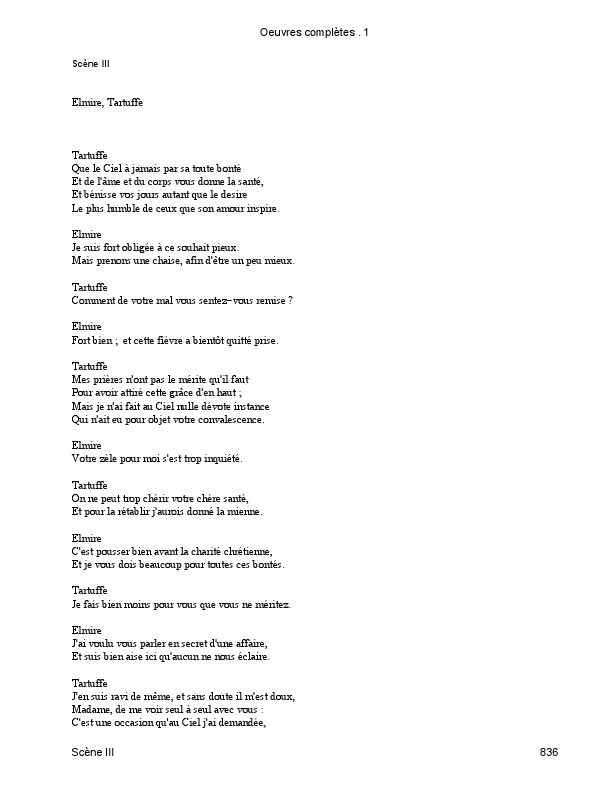 Oeuvres complètes . 1
Scène III
Elmire, Tartuffe
Tartuffe
Que le Ciel à jamais par sa toute bonté
Et de l'âme et du corps vous donne la santé,
Et bénisse vos jours autant que le desire
Le plus humble de ceux que son amour inspire.
Elmire
Je suis fort obligée à ce souhait pieux.
Mais prenons une chaise, afin d'être un peu mieux.
Tartuffe
Comment de votre mal vous sentez-vous remise ?
Elmire
Fort bien ; et cette fièvre a bientôt quitté prise.
Tartuffe
Mes prières n'ont pas le mérite qu'il faut
Pour avoir attiré cette grâce d'en haut ;
Mais je n'ai fait au Ciel nulle dévote instance
Qui n'ait eu pour objet votre convalescence.
Elmire
Votre zèle pour moi s'est trop inquiété.
Tartuffe
On ne peut trop chérir votre chère santé,
Et pour la rétablir j'aurois donné la mienne.
Elmire
C'est pousser bien avant la charité chrétienne,
Et je vous dois beaucoup pour toutes ces bontés.
Tartuffe
Je fais bien moins pour vous que vous ne méritez.
Elmire
J'ai voulu vous parler en secret d'une affaire,
Et suis bien aise ici qu'aucun ne nous éclaire.
Tartuffe
J'en suis ravi de même, et sans doute il m'est doux,
Madame, de me voir seul à seul avec vous :
C'est une occasion qu'au Ciel j'ai demandée,
Scène III
836